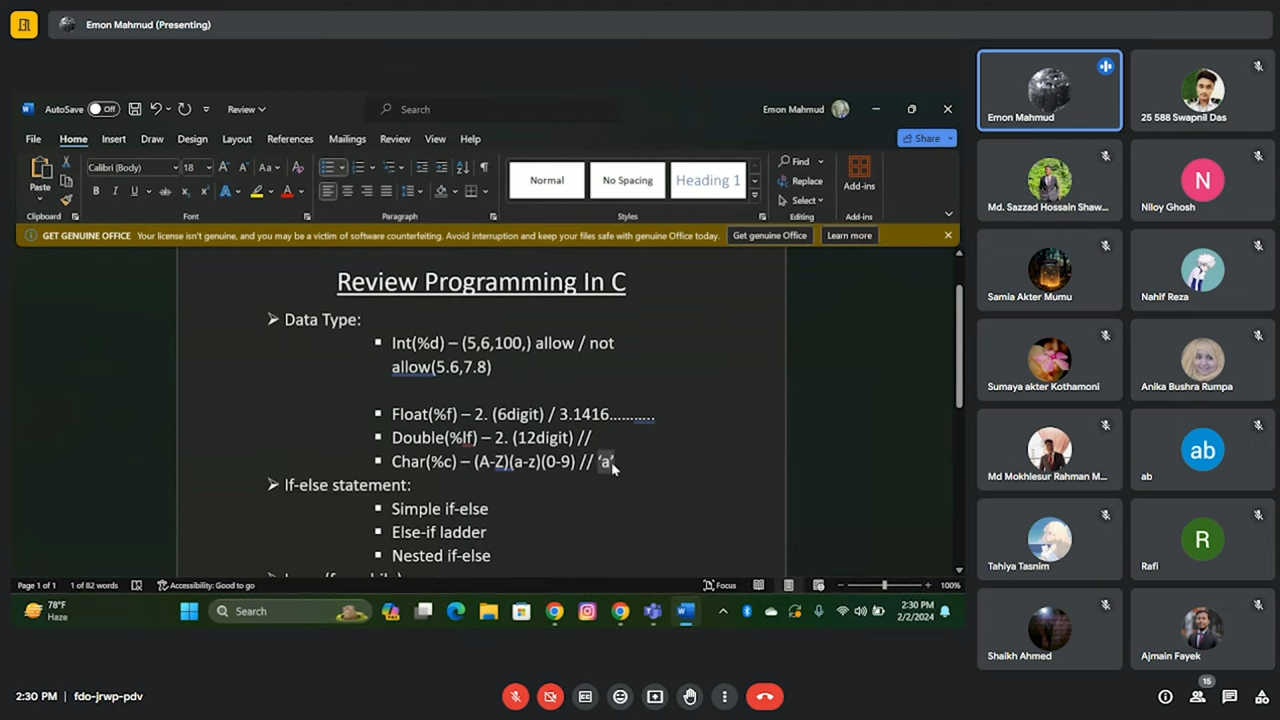 Emon Mahmud (Presenting)
AutoSave Off Review Search Emon Mahmud
File Home Insert Draw Design Layout References Mailings Review View Help Share
Paste Calibri (Body) 18 A A Aa A Normal No Spacing Heading 1 Find Replace Select Add-ins
B I U ab x₂ x² A A
Clipboard Font Paragraph Styles Editing Add-ins
GET GENUINE OFFICE Your license isn't genuine, and you may be a victim of software counterfeiting. Avoid interruption and keep your files safe with genuine Office today. Get genuine Office Learn more
Review Programming In C
➢ Data Type:
▪ Int(%d) – (5,6,100,) allow / not
allow(5.6,7.8)
▪ Float(%f) – 2. (6digit) / 3.1416...........
▪ Double(%lf) – 2. (12digit) //
▪ Char(%c) – (A-Z)(a-z)(0-9) // ‘a’
➢ If-else statement:
▪ Simple if-else
▪ Else-if ladder
▪ Nested if-else
Page 1 of 1 1 of 82 words Accessibility: Good to go Focus 100%
78°F
Haze
Search
2:30 PM
2/2/2024
Emon Mahmud
25 588 Swapnil Das
Md. Sazzad Hossain Shaw...
N
Niloy Ghosh
Samia Akter Mumu
Nahif Reza
Sumaya akter Kothamoni
Anika Bushra Rumpa
Md Mokhlesur Rahman M...
ab
ab
Tahiya Tasnim
R
Rafi
Shaikh Ahmed
Ajmain Fayek
2:30 PM | fdo-jrwp-pdv
15